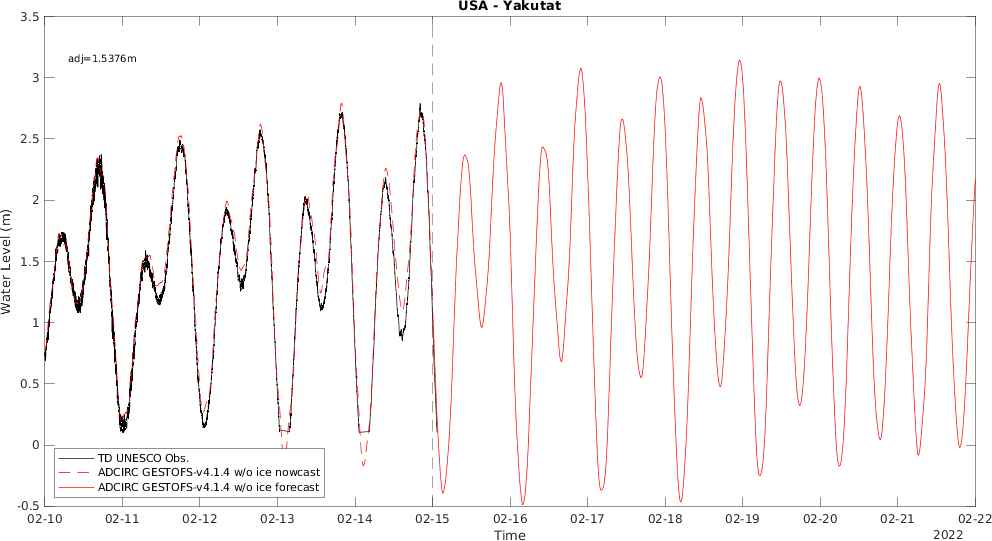 USA - Yakutat
3.5
3
2.5
2
1.5
1
0.5
0
-0.5
Water Level (m)
adj=1.5376m
TD UNESCO Obs.
ADCIRC GESTOFS-v4.1.4 w/o ice nowcast
ADCIRC GESTOFS-v4.1.4 w/o ice forecast
02-10 02-11 02-12 02-13 02-14 02-15 02-16 02-17 02-18 02-19 02-20 02-21 02-22
Time
2022